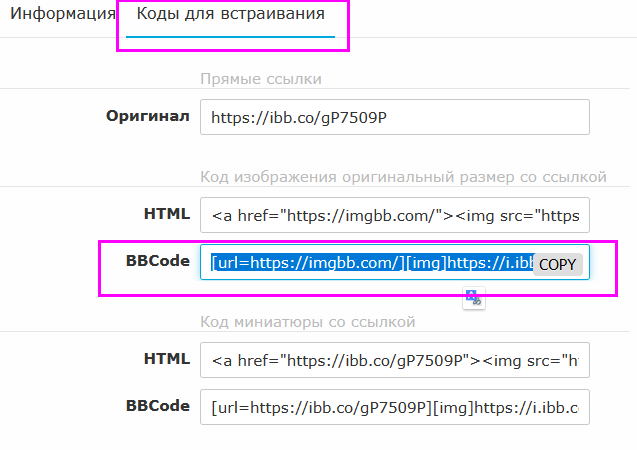 Информация Коды для встраивания
Прямые ссылки
Оригинал https://ibb.co/gP7509P
Код изображения оригинальный размер со ссылкой
HTML <a href="https://imgbb.com/"><img src="https
BBCode [url=https://imgbb.com/][img]https://i.ibb COPY
Код миниатюры со ссылкой
HTML <a href="https://ibb.co/gP7509P"><img src="ht
BBCode [url=https://ibb.co/gP7509P][img]https://i.ibb.c